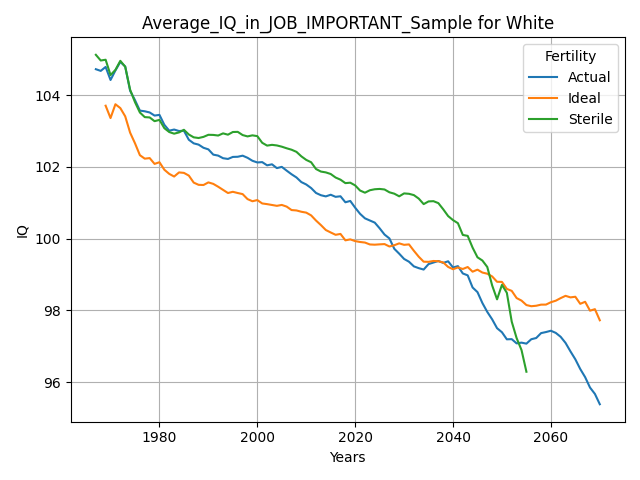 Average_IQ_in_JOB_IMPORTANT_Sample for White
Fertility
Actual
Ideal
Sterile
104
102
100
98
96
IQ
1980
2000
2020
2040
2060
Years